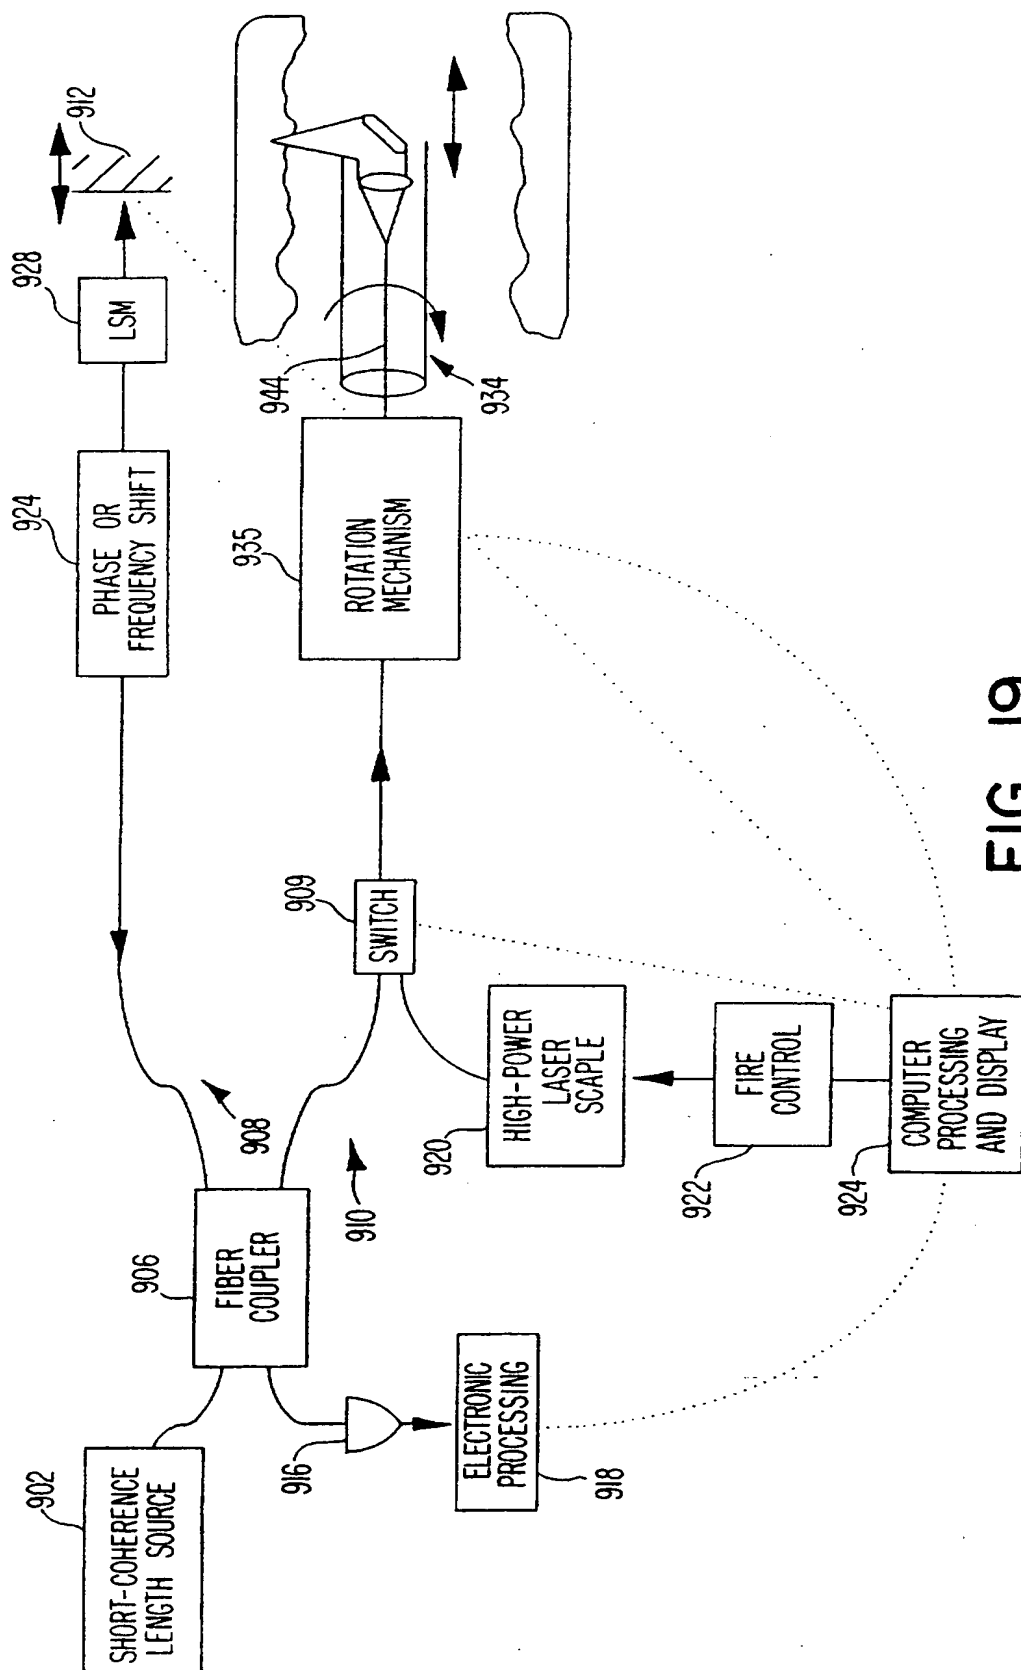 902
SHORT-COHERENCE
LENGTH SOURCE
906
FIBER
COUPLER
908
910
916
ELECTRONIC
PROCESSING
918
924
PHASE OR
FREQUENCY SHIFT
928
LSM
912
909
SWITCH
935
ROTATION
MECHANISM
944
934
HIGH-POWER
LASER
SCAPLE
920
FIRE
CONTROL
922
COMPUTER
PROCESSING
AND DISPLAY
924
FIG 19